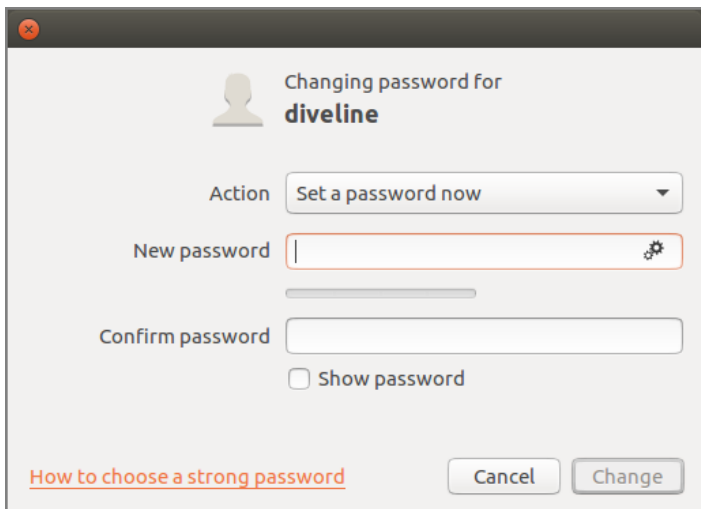 Changing password for
diveline
Action Set a password now
New password
Confirm password
Show password
How to choose a strong password Cancel Change